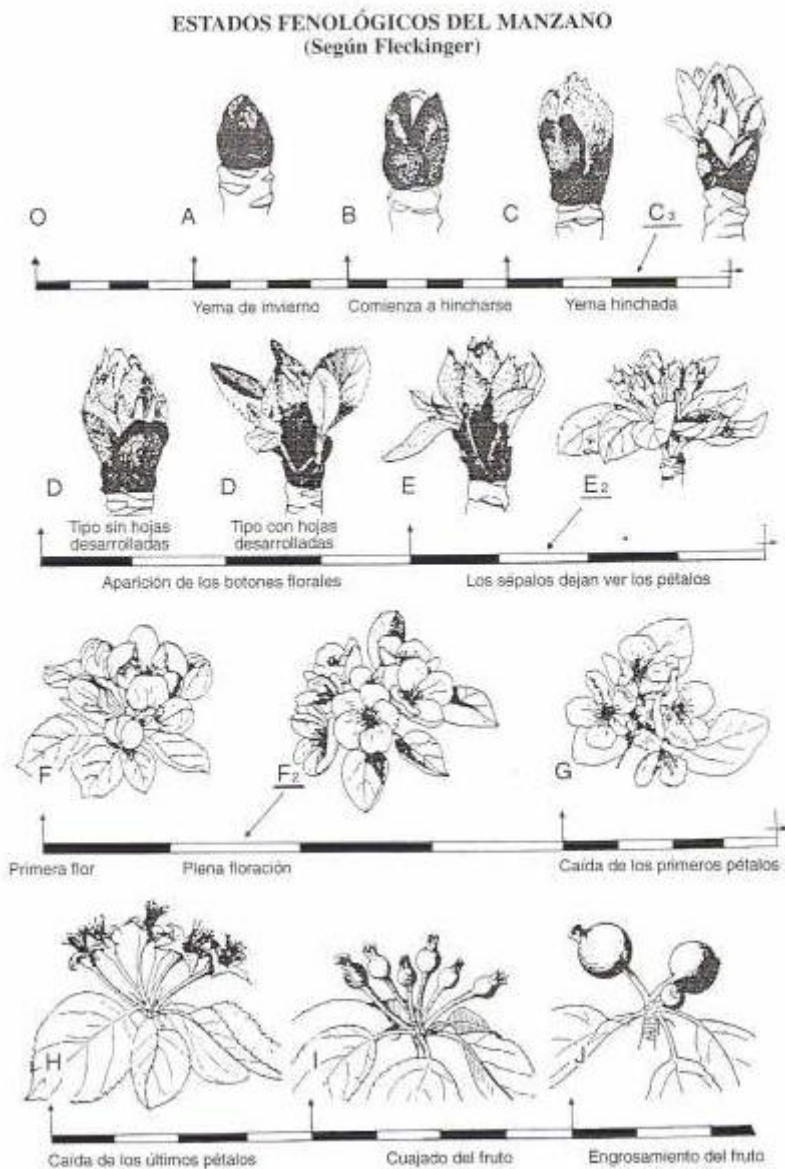 ESTADOS FENOLÓGICOS DEL MANZANO
(Según Fleckinger)
O
A
B
C
C3
Yema de invierno
Comienza a hincharse
Yema hinchada
D
D
E
E2
Tipo sin hojas
desarrolladas
Tipo con hojas
desarrolladas
Aparición de los botones florales
Los sépalos dejan ver los pétalos
F
F2
G
Primera flor
Plena floración
Caída de los primeros pétalos
H
I
J
Caída de los últimos pétalos
Cuajado del fruto
Engrosamiento del fruto